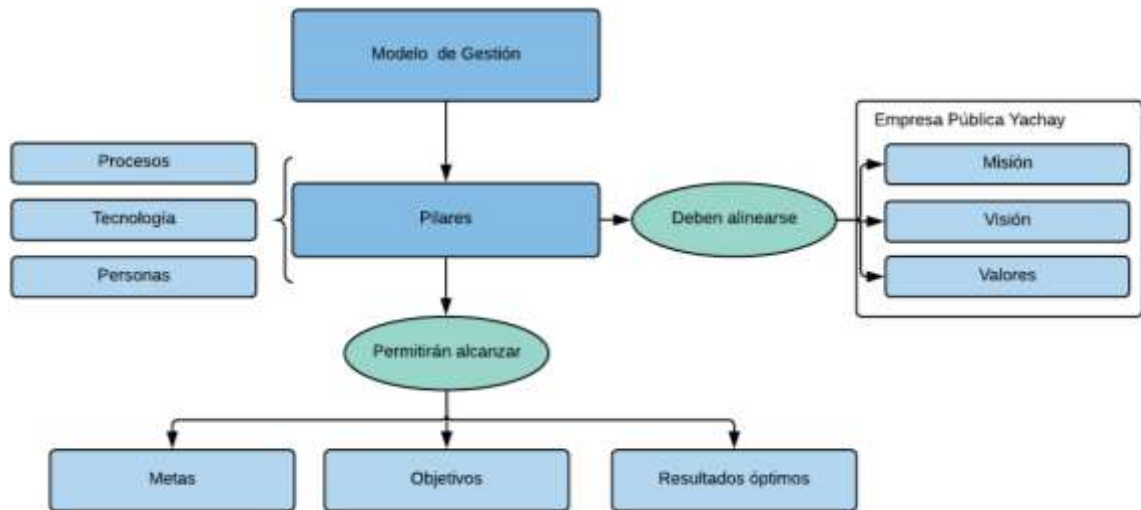 Modelo de Gestión
Empresa Pública Yachay
Procesos
Misión
Tecnología
Pilares
Deben alinearse
Visión
Personas
Valores
Permitirán alcanzar
Metas
Objetivos
Resultados óptimos